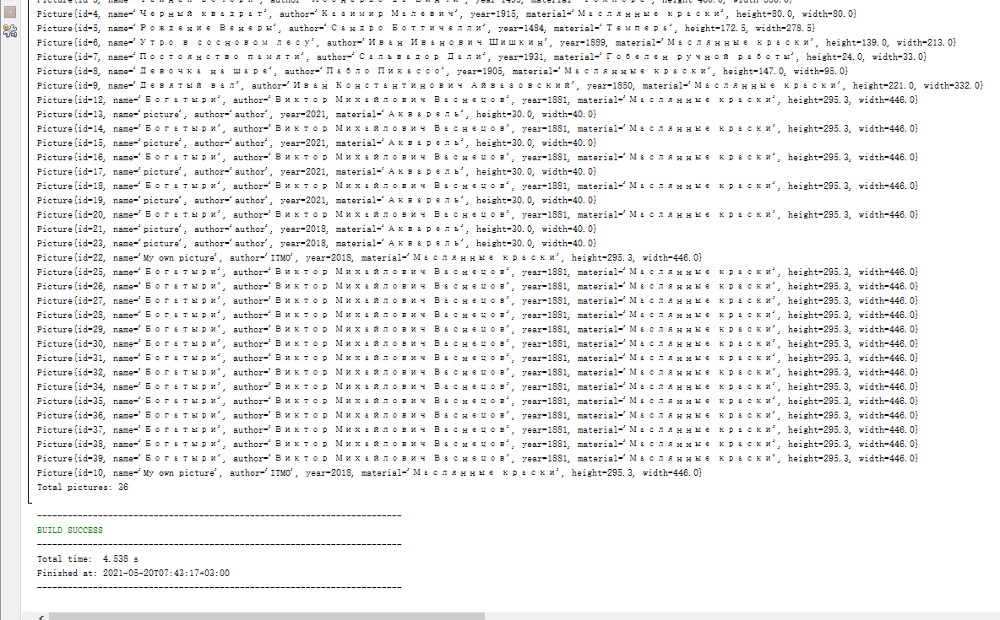 Picture{id=4, name='Черный квадрат', author='Казимир Малевич', year=1915, material='Маслянные краски', height=80.0, width=80.0}
Picture{id=5, name='Рождение Венеры', author='Сандро Боттичелли', year=1484, material='Темпера', height=172.5, width=278.5}
Picture{id=6, name='Утро в сосновом лесу', author='Иван Иванович Шишкин', year=1889, material='Маслянные краски', height=139.0, width=213.0}
Picture{id=7, name='Постоянство памяти', author='Сальвадор Дали', year=1931, material='Гобелен ручной работы', height=24.0, width=33.0}
Picture{id=8, name='Девочка на шаре', author='Пабло Пикассо', year=1905, material='Маслянные краски', height=147.0, width=95.0}
Picture{id=9, name='Девятый вал', author='Иван Константинович Айвазовский', year=1850, material='Маслянные краски', height=221.0, width=332.0}
Picture{id=12, name='Богатыри', author='Виктор Михайлович Васнецов', year=1881, material='Маслянные краски', height=295.3, width=446.0}
Picture{id=13, name='picture', author='author', year=2021, material='Акварель', height=30.0, width=40.0}
Picture{id=14, name='Богатыри', author='Виктор Михайлович Васнецов', year=1881, material='Маслянные краски', height=295.3, width=446.0}
Picture{id=15, name='picture', author='author', year=2021, material='Акварель', height=30.0, width=40.0}
Picture{id=16, name='Богатыри', author='Виктор Михайлович Васнецов', year=1881, material='Маслянные краски', height=295.3, width=446.0}
Picture{id=17, name='picture', author='author', year=2021, material='Акварель', height=30.0, width=40.0}
Picture{id=18, name='Богатыри', author='Виктор Михайлович Васнецов', year=1881, material='Маслянные краски', height=295.3, width=446.0}
Picture{id=19, name='picture', author='author', year=2021, material='Акварель', height=30.0, width=40.0}
Picture{id=20, name='Богатыри', author='Виктор Михайлович Васнецов', year=1881, material='Маслянные краски', height=295.3, width=446.0}
Picture{id=21, name='picture', author='author', year=2018, material='Акварель', height=30.0, width=40.0}
Picture{id=23, name='picture', author='author', year=2018, material='Акварель', height=30.0, width=40.0}
Picture{id=22, name='My own picture', author='ITMO', year=2018, material='Маслянные краски', height=295.3, width=446.0}
Picture{id=25, name='Богатыри', author='Виктор Михайлович Васнецов', year=1881, material='Маслянные краски', height=295.3, width=446.0}
Picture{id=26, name='Богатыри', author='Виктор Михайлович Васнецов', year=1881, material='Маслянные краски', height=295.3, width=446.0}
Picture{id=27, name='Богатыри', author='Виктор Михайлович Васнецов', year=1881, material='Маслянные краски', height=295.3, width=446.0}
Picture{id=28, name='Богатыри', author='Виктор Михайлович Васнецов', year=1881, material='Маслянные краски', height=295.3, width=446.0}
Picture{id=29, name='Богатыри', author='Виктор Михайлович Васнецов', year=1881, material='Маслянные краски', height=295.3, width=446.0}
Picture{id=30, name='Богатыри', author='Виктор Михайлович Васнецов', year=1881, material='Маслянные краски', height=295.3, width=446.0}
Picture{id=31, name='Богатыри', author='Виктор Михайлович Васнецов', year=1881, material='Маслянные краски', height=295.3, width=446.0}
Picture{id=32, name='Богатыри', author='Виктор Михайлович Васнецов', year=1881, material='Маслянные краски', height=295.3, width=446.0}
Picture{id=34, name='Богатыри', author='Виктор Михайлович Васнецов', year=1881, material='Маслянные краски', height=295.3, width=446.0}
Picture{id=35, name='Богатыри', author='Виктор Михайлович Васнецов', year=1881, material='Маслянные краски', height=295.3, width=446.0}
Picture{id=36, name='Богатыри', author='Виктор Михайлович Васнецов', year=1881, material='Маслянные краски', height=295.3, width=446.0}
Picture{id=37, name='Богатыри', author='Виктор Михайлович Васнецов', year=1881, material='Маслянные краски', height=295.3, width=446.0}
Picture{id=38, name='Богатыри', author='Виктор Михайлович Васнецов', year=1881, material='Маслянные краски', height=295.3, width=446.0}
Picture{id=39, name='Богатыри', author='Виктор Михайлович Васнецов', year=1881, material='Маслянные краски', height=295.3, width=446.0}
Picture{id=10, name='My own picture', author='ITMO', year=2018, material='Маслянные краски', height=295.3, width=446.0}
Total pictures: 36
------------------------------------------------------------------------
BUILD SUCCESS
------------------------------------------------------------------------
Total time:  4.538 s
Finished at: 2021-05-20T07:43:17+03:00
------------------------------------------------------------------------